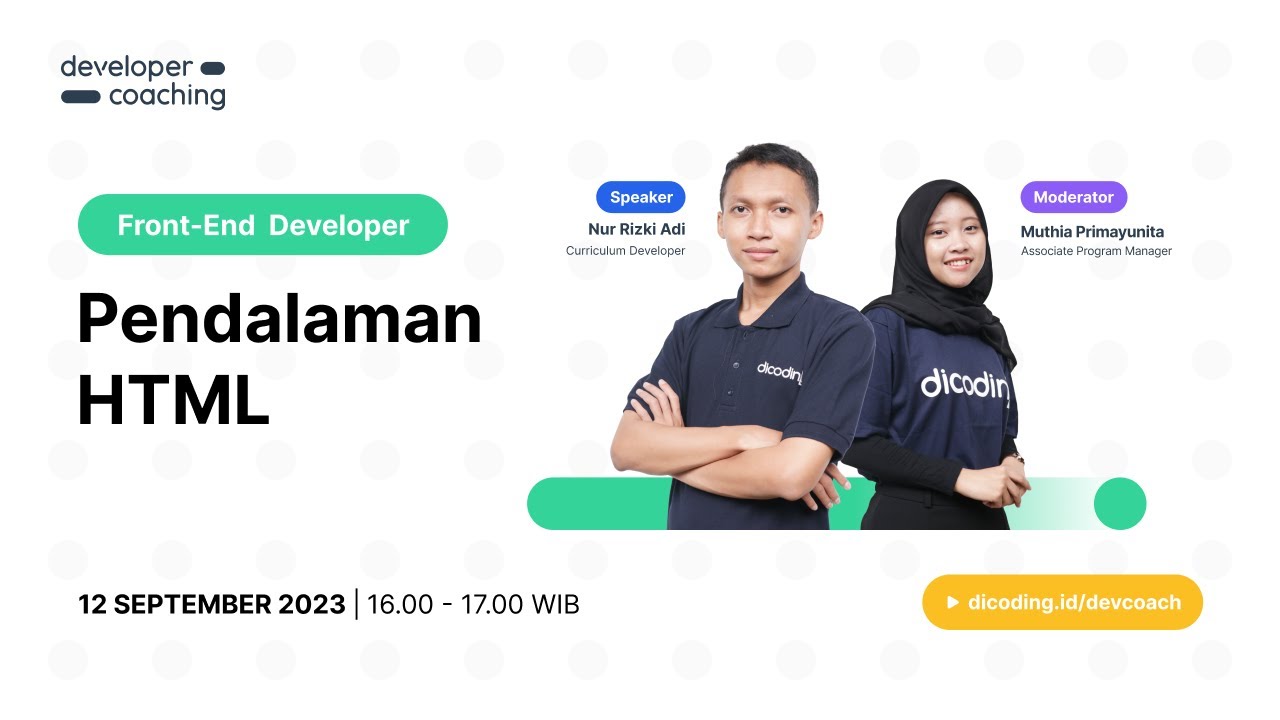 developer
coaching
Front-End Developer
Pendalaman
HTML
Speaker
Nur Rizki Adi
Curriculum Developer
Moderator
Muthia Primayunita
Associate Program Manager
dicoding
dicodin
12 SEPTEMBER 2023 | 16.00 - 17.00 WIB
dicoding.id/devcoach